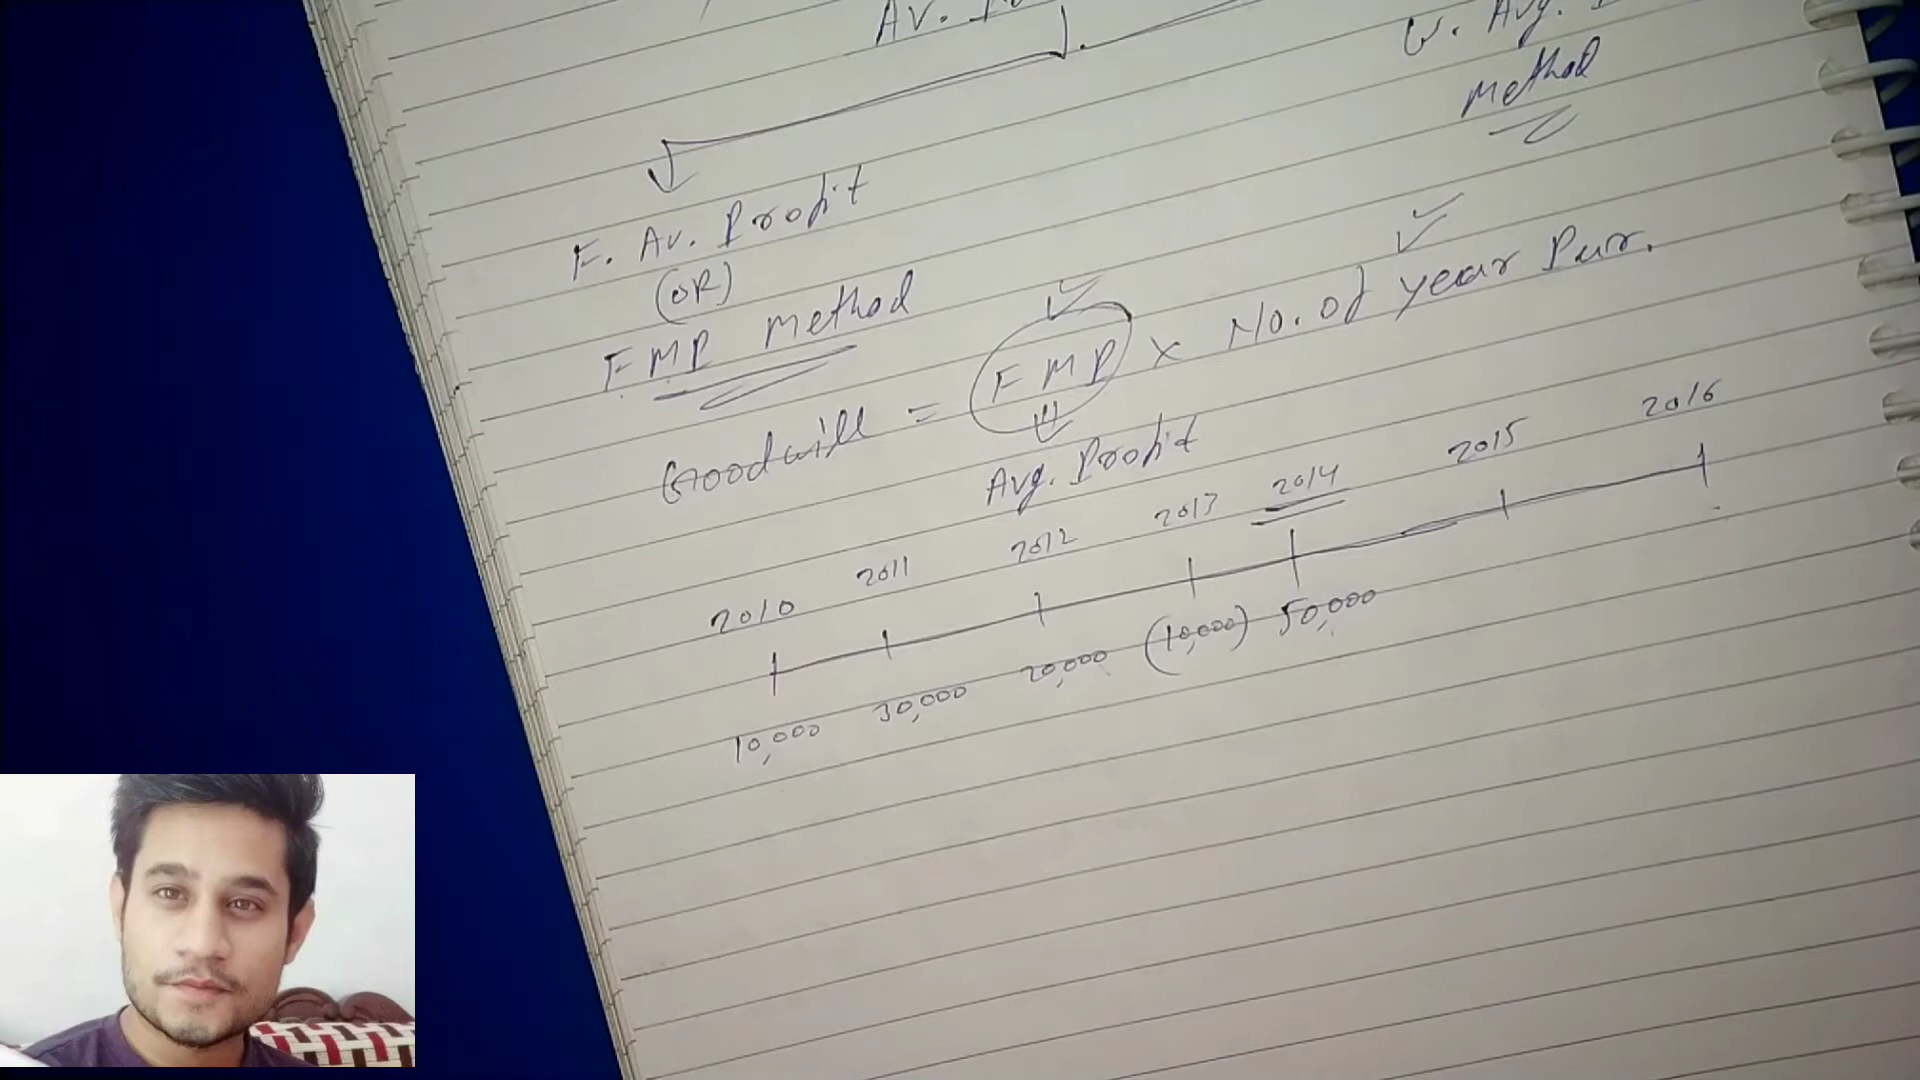 Av.
W. Avg.
Method
F. Av. Profit
(OR)
FMP Method
Goodwill = FMP × No. of year Pur.
Avg. Profit
2010 2011 2012 2013 2014 2015 2016
10,000 30,000 20,000 (10,000) 50,000